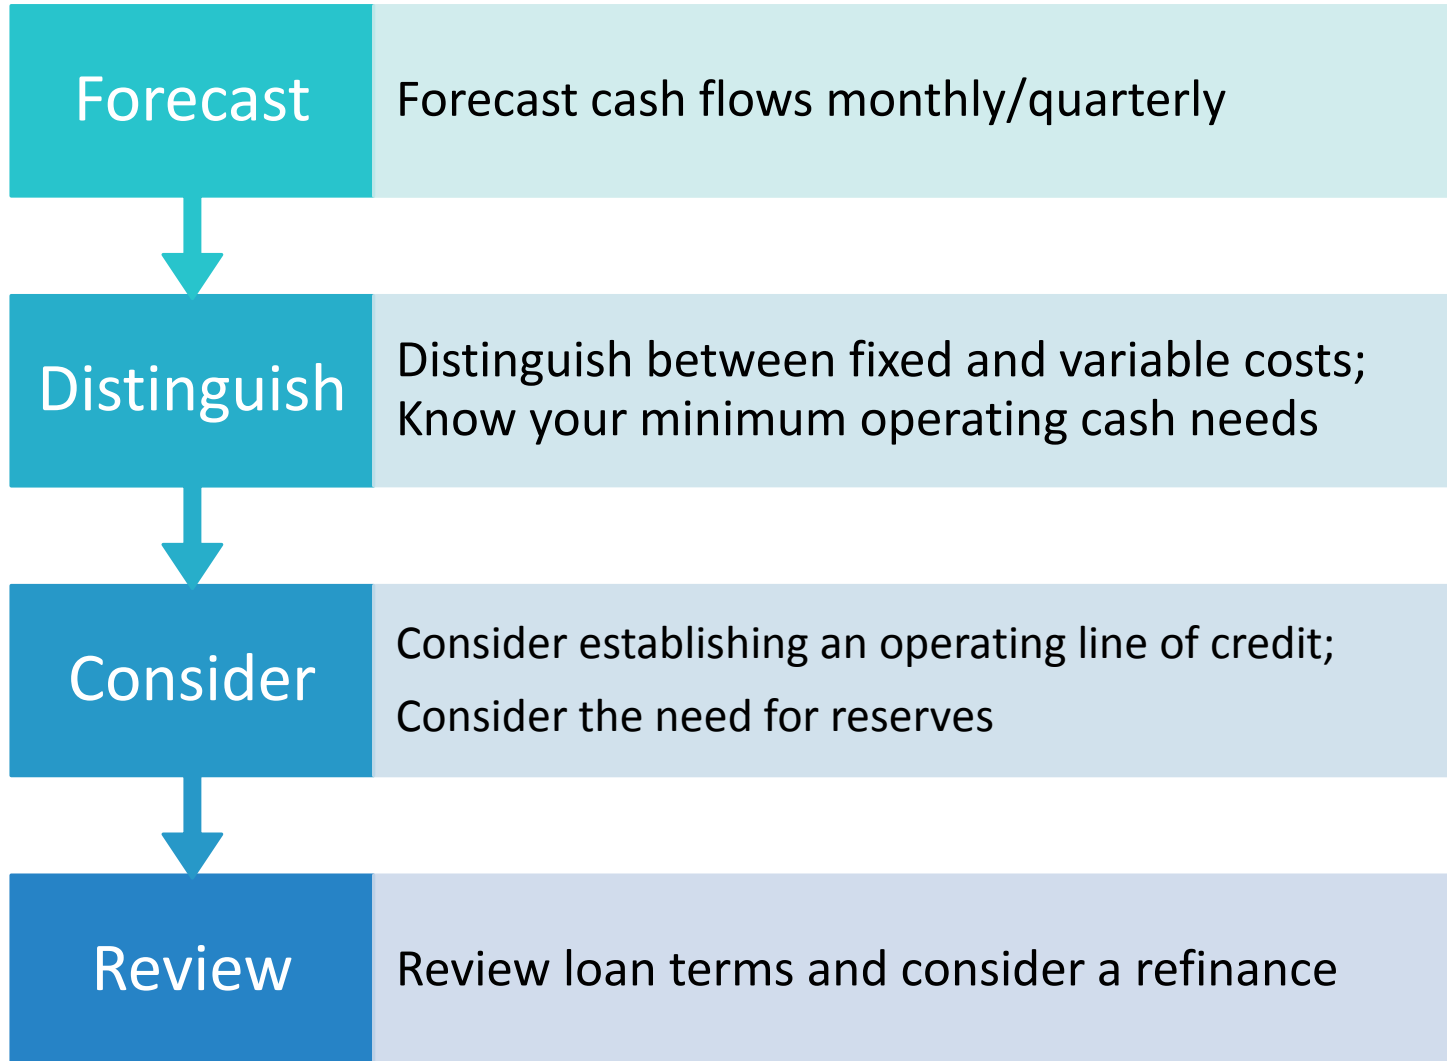 Forecast
Forecast cash flows monthly/quarterly
Distinguish
Distinguish between fixed and variable costs;
Know your minimum operating cash needs
Consider
Consider establishing an operating line of credit;
Consider the need for reserves
Review
Review loan terms and consider a refinance